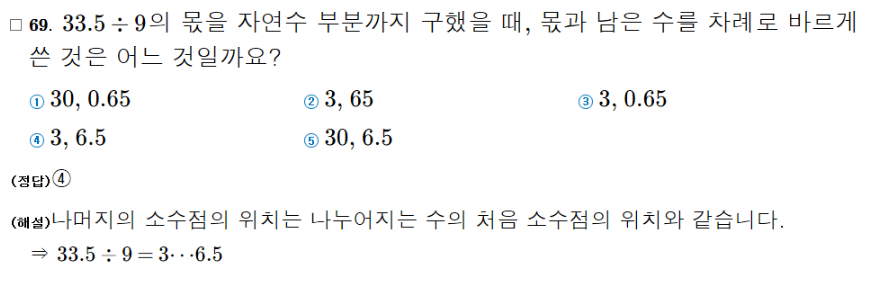 □ 69. 33.5 ÷ 9의 몫을 자연수 부분까지 구했을 때, 몫과 남은 수를 차례로 바르게
쓴 것은 어느 것일까요?
① 30, 0.65 ② 3, 65 ③ 3, 0.65
④ 3, 6.5 ⑤ 30, 6.5
(정답)④
(해설)나머지의 소수점의 위치는 나누어지는 수의 처음 소수점의 위치와 같습니다.
⇒ 33.5 ÷ 9 = 3···6.5